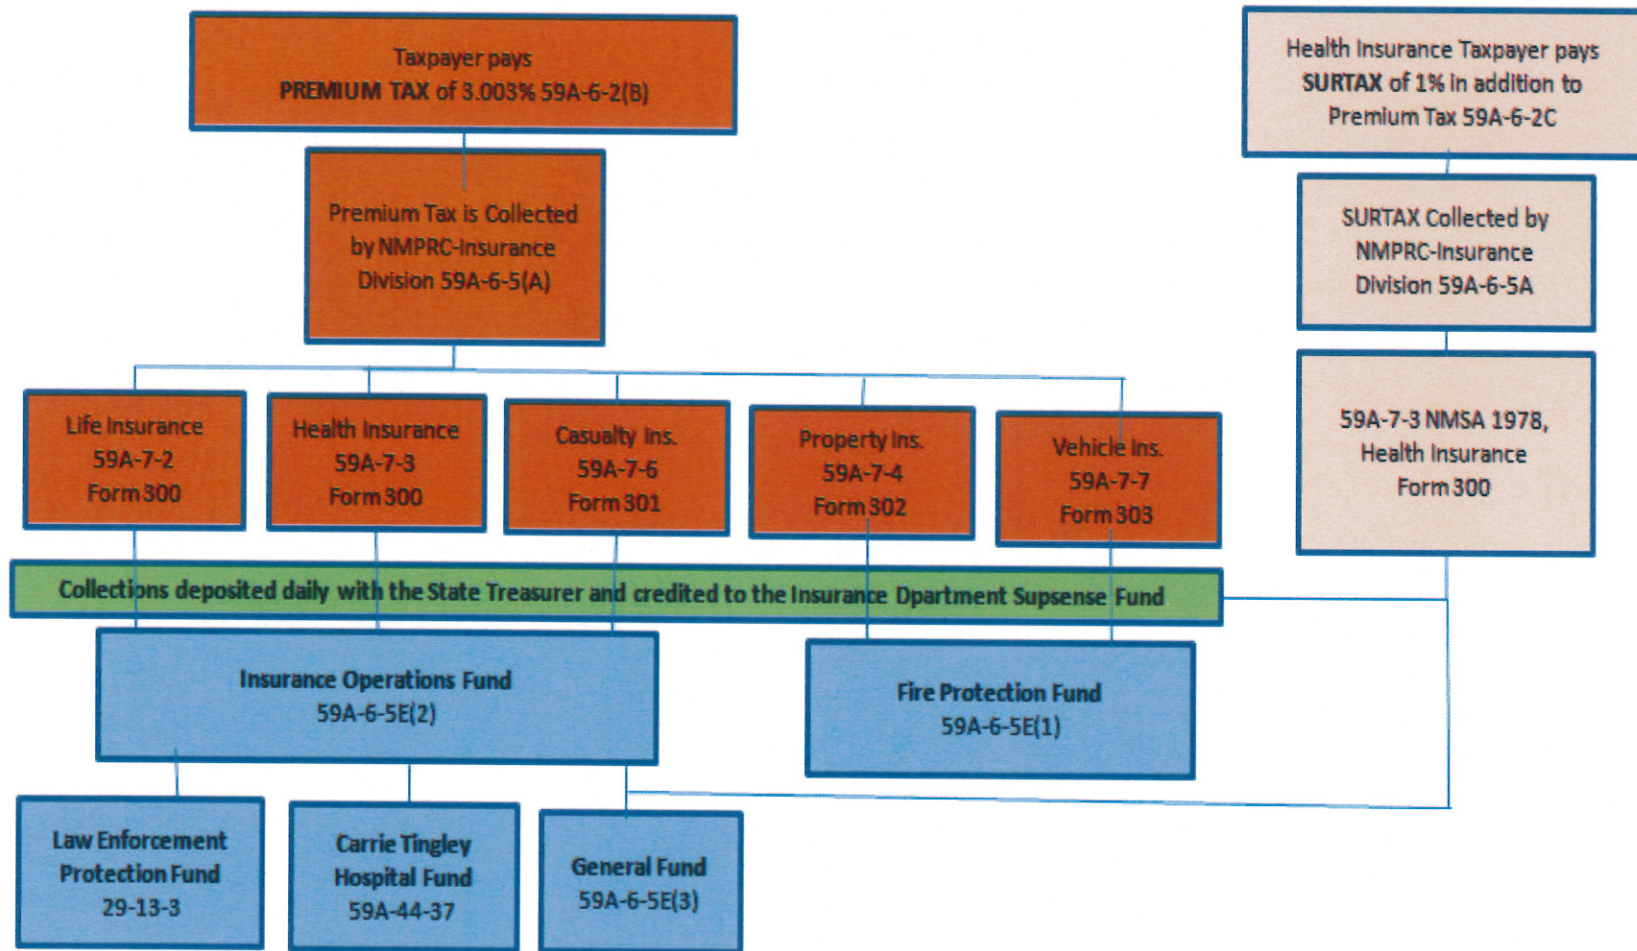 Taxpayer pays
PREMIUM TAX of 3.003% 59A-6-2(B)
Health Insurance Taxpayer pays
SURTAX of 1% in addition to
Premium Tax 59A-6-2C
Premium Tax is Collected
by NMPRC-Insurance
Division 59A-6-5(A)
SURTAX Collected by
NMPRC-Insurance
Division 59A-6-5A
Life Insurance
59A-7-2
Form 300
Health Insurance
59A-7-3
Form 300
Casualty Ins.
59A-7-6
Form 301
Property Ins.
59A-7-4
Form 302
Vehicle Ins.
59A-7-7
Form 303
59A-7-3 NMSA 1978,
Health Insurance
Form 300
Collections deposited daily with the State Treasurer and credited to the Insurance Dpartment Supsense Fund
Insurance Operations Fund
59A-6-5E(2)
Fire Protection Fund
59A-6-5E(1)
Law Enforcement
Protection Fund
29-13-3
Carrie Tingley
Hospital Fund
59A-44-37
General Fund
59A-6-5E(3)